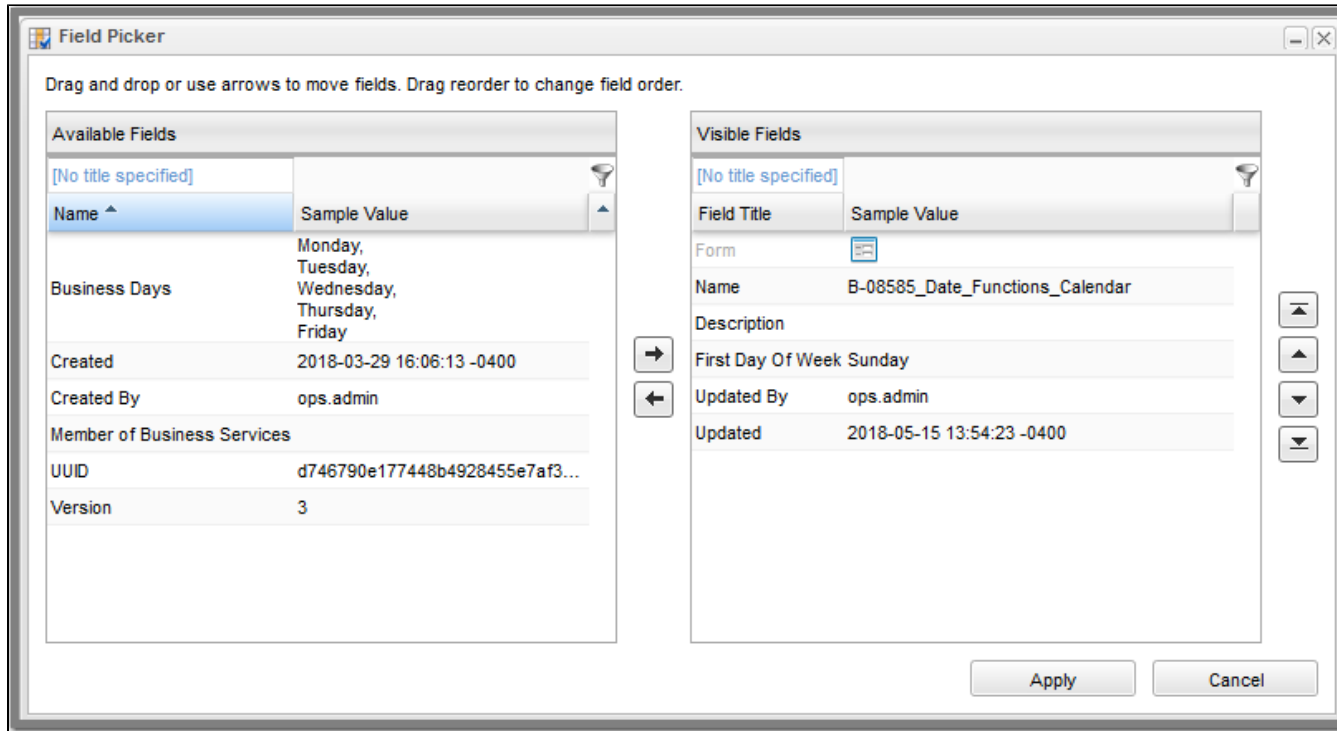 Field Picker
Drag and drop or use arrows to move fields. Drag reorder to change field order.
Available Fields
[No title specified]
Name Sample Value
Business Days
Monday,
Tuesday,
Wednesday,
Thursday,
Friday
Created 2018-03-29 16:06:13 -0400
Created By ops.admin
Member of Business Services
UUID d746790e177448b4928455e7af3...
Version 3
Visible Fields
[No title specified]
Field Title Sample Value
Form
Name B-08585_Date_Functions_Calendar
Description
First Day Of Week Sunday
Updated By ops.admin
Updated 2018-05-15 13:54:23 -0400
Apply Cancel